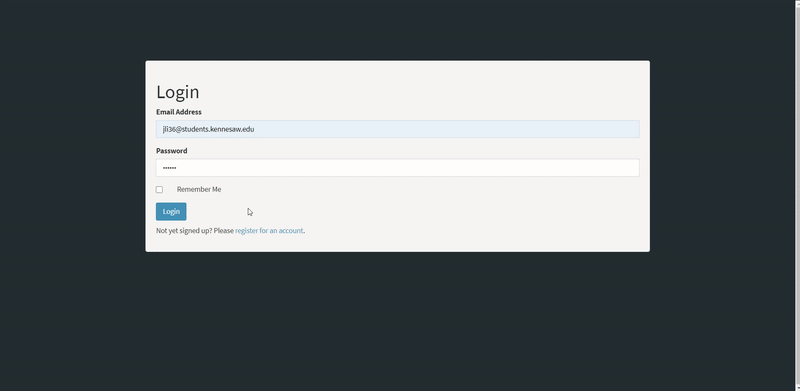 Login
Email Address
jli36@students.kennesaw.edu
Password
••••••
Remember Me
Login
Not yet signed up? Please register for an account.